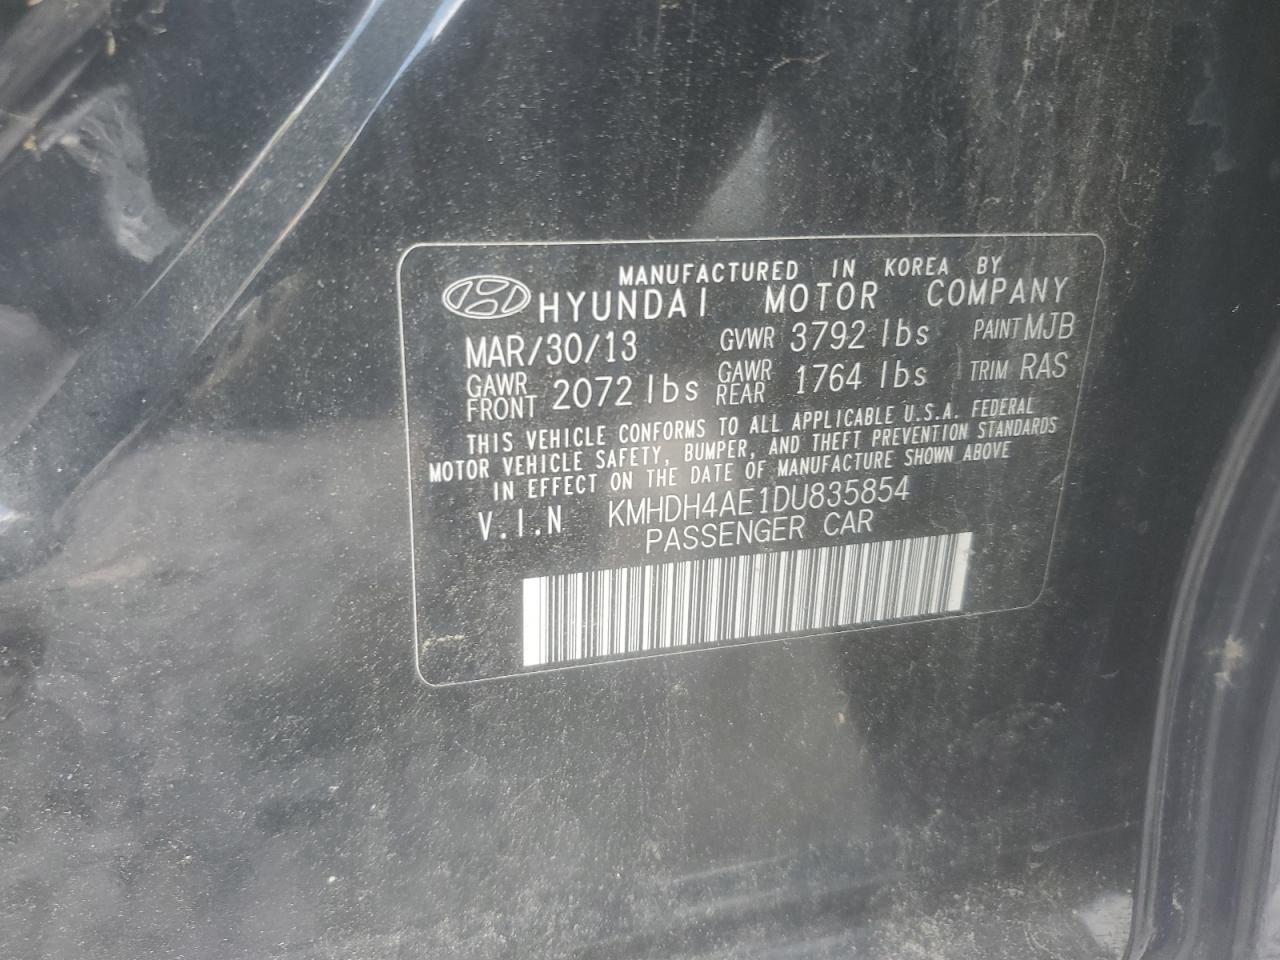 MANUFACTURED IN KOREA BY
HYUNDAI MOTOR COMPANY
MAR/30/13 GVWR 3792 lbs PAINT MJB
GAWR FRONT 2072 lbs GAWR REAR 1764 lbs TRIM RAS
THIS VEHICLE CONFORMS TO ALL APPLICABLE U.S.A. FEDERAL
MOTOR VEHICLE SAFETY, BUMPER, AND THEFT PREVENTION STANDARDS
IN EFFECT ON THE DATE OF MANUFACTURE SHOWN ABOVE
V.I.N KMHDH4AE1DU835854
PASSENGER CAR